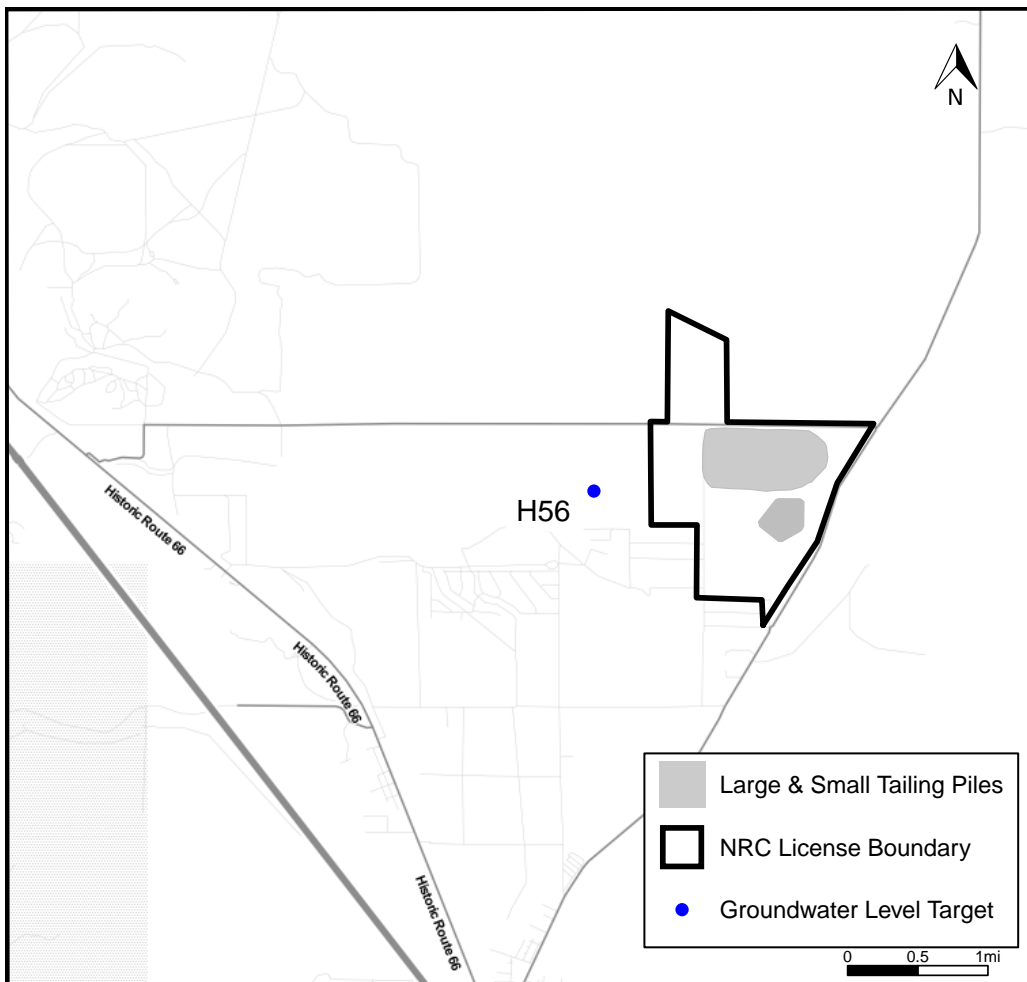 N
H56
Historic Route 66
Historic Route 66
Historic Route 66
Large & Small Tailing Piles
NRC License Boundary
Groundwater Level Target
0 0.5 1mi